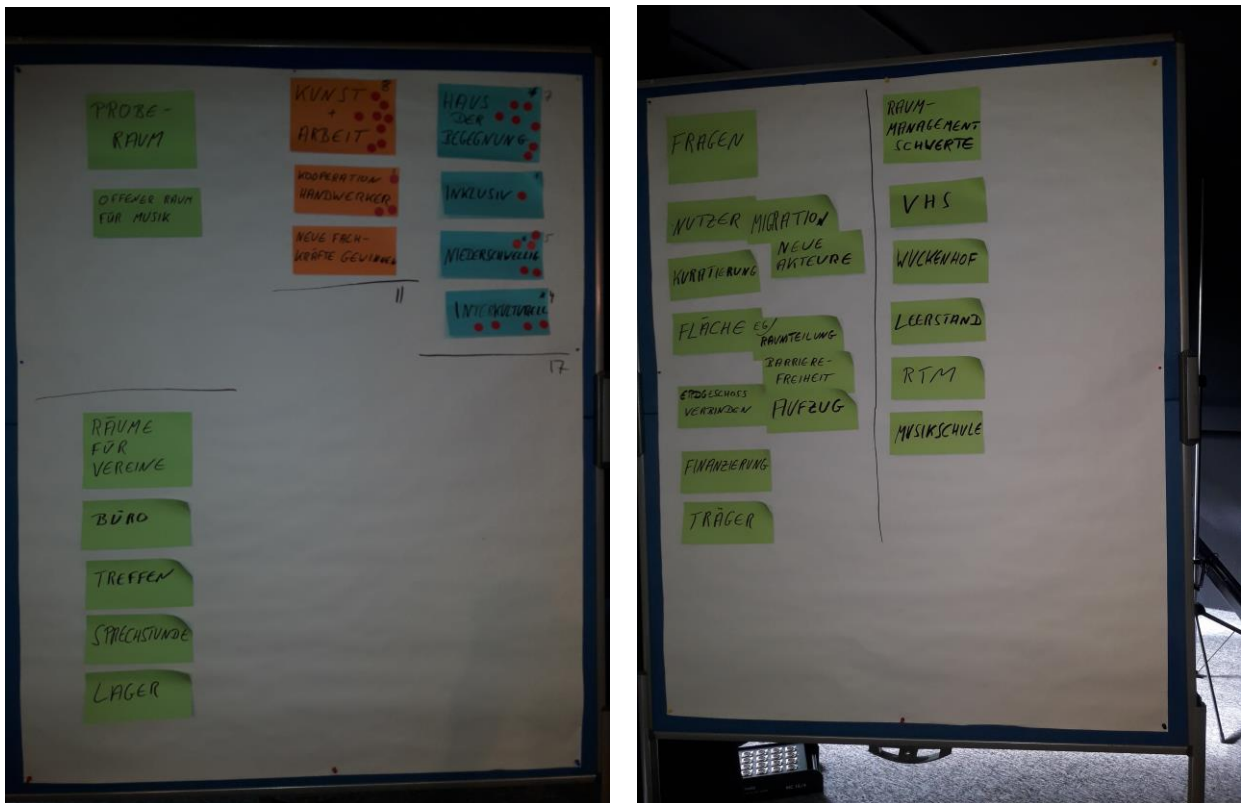 PROBE-
RAUM
OFFENER RAUM
FÜR MUSIK
KUNST
+
ARBEIT
8
KOOPERATION
HANDWERKER
NEUE FACH-
KRÄFTE GEWINNEN
11
HAUS
DER
BEGEGNUNG
7
INKLUSIV
NIEDERSCHWELLIG
5
INTERKULTURELL
4
17
RÄUME
FÜR
VEREINE
BÜRO
TREFFEN
SPRECHSTUNDE
LAGER
FRAGEN
NUTZER
MIGRATION
NEUE
AKTEURE
KURATIERUNG
FLÄCHE EG/
RAUMTEILUNG
BARRIERE-
FREIHEIT
ERDGESCHOSS
VERBINDEN
AUFZUG
FINANZIERUNG
TRÄGER
RAUM-
MANAGEMENT
SCHWERTE
VHS
WUCKENHOF
LEERSTAND
RTM
MUSIKSCHULE